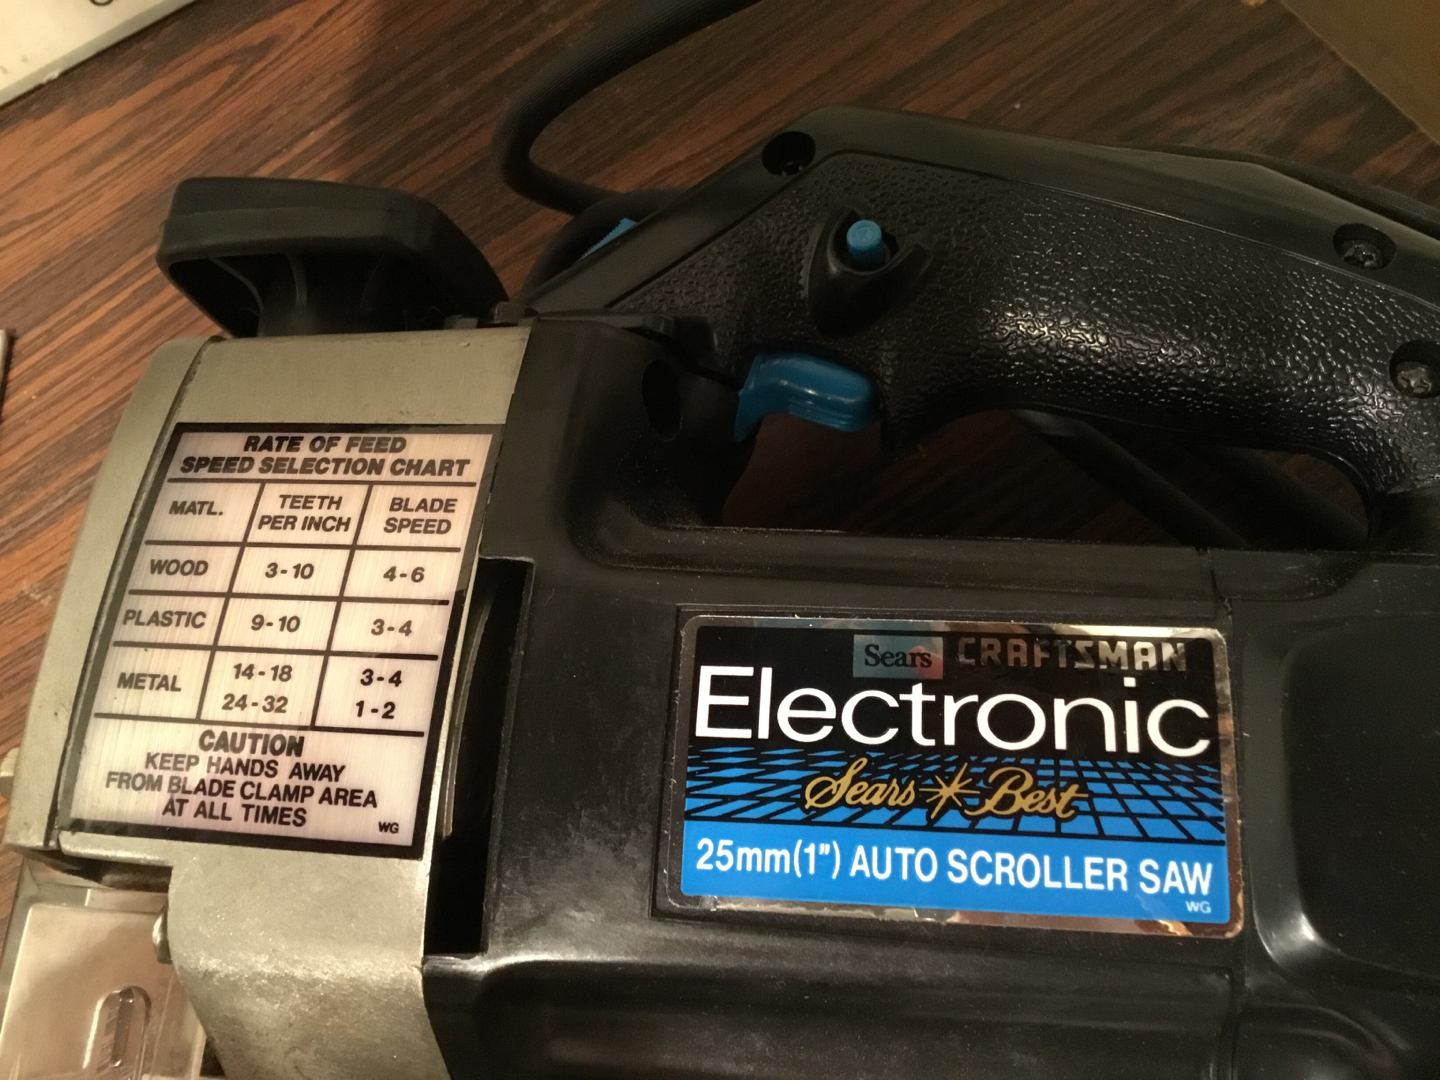 RATE OF FEED
SPEED SELECTION CHART
MATL. TEETH PER INCH BLADE SPEED
WOOD 3-10 4-6
PLASTIC 9-10 3-4
METAL 14-18 3-4
24-32 1-2
CAUTION
KEEP HANDS AWAY
FROM BLADE CLAMP AREA
AT ALL TIMES
WG
Sears CRAFTSMAN
Electronic
Sears Best
25mm(1") AUTO SCROLLER SAW
WG